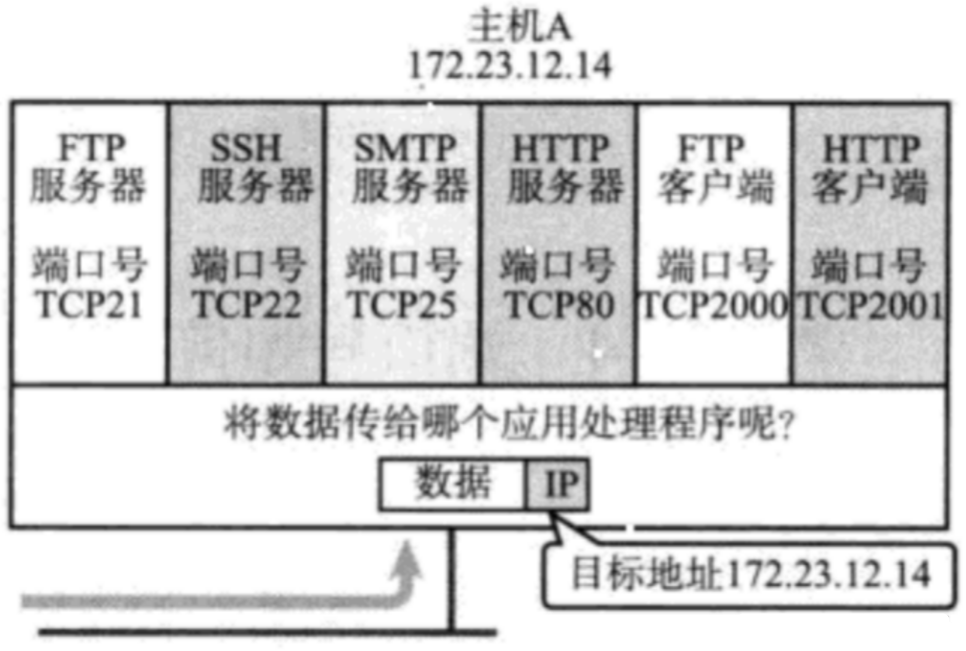 主机A
172.23.12.14
FTP
服务器
端口号
TCP21
SSH
服务器
端口号
TCP22
SMTP
服务器
端口号
TCP25
HTTP
服务器
端口号
TCP80
FTP
客户端
端口号
TCP2000
HTTP
客户端
端口号
TCP2001
将数据传给哪个应用处理程序呢?
数据 IP
目标地址172.23.12.14